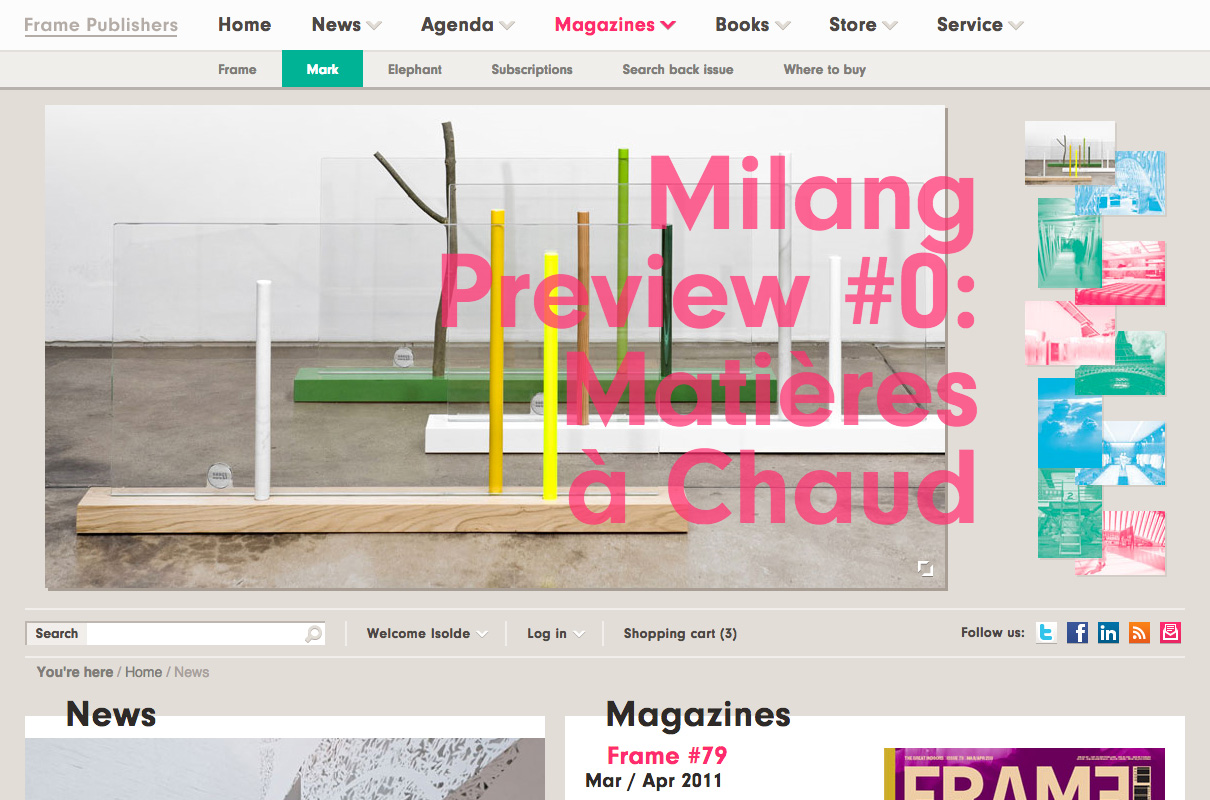 Frame Publishers
Home News Agenda Magazines Books Store Service
Frame Mark Elephant Subscriptions Search back issue Where to buy
Milang
Preview #0:
Matières
à Chaud
Search Welcome Isolde Log in Shopping cart (3) Follow us:
You're here / Home / News
News
Magazines
Frame #79
Mar / Apr 2011
FRAME